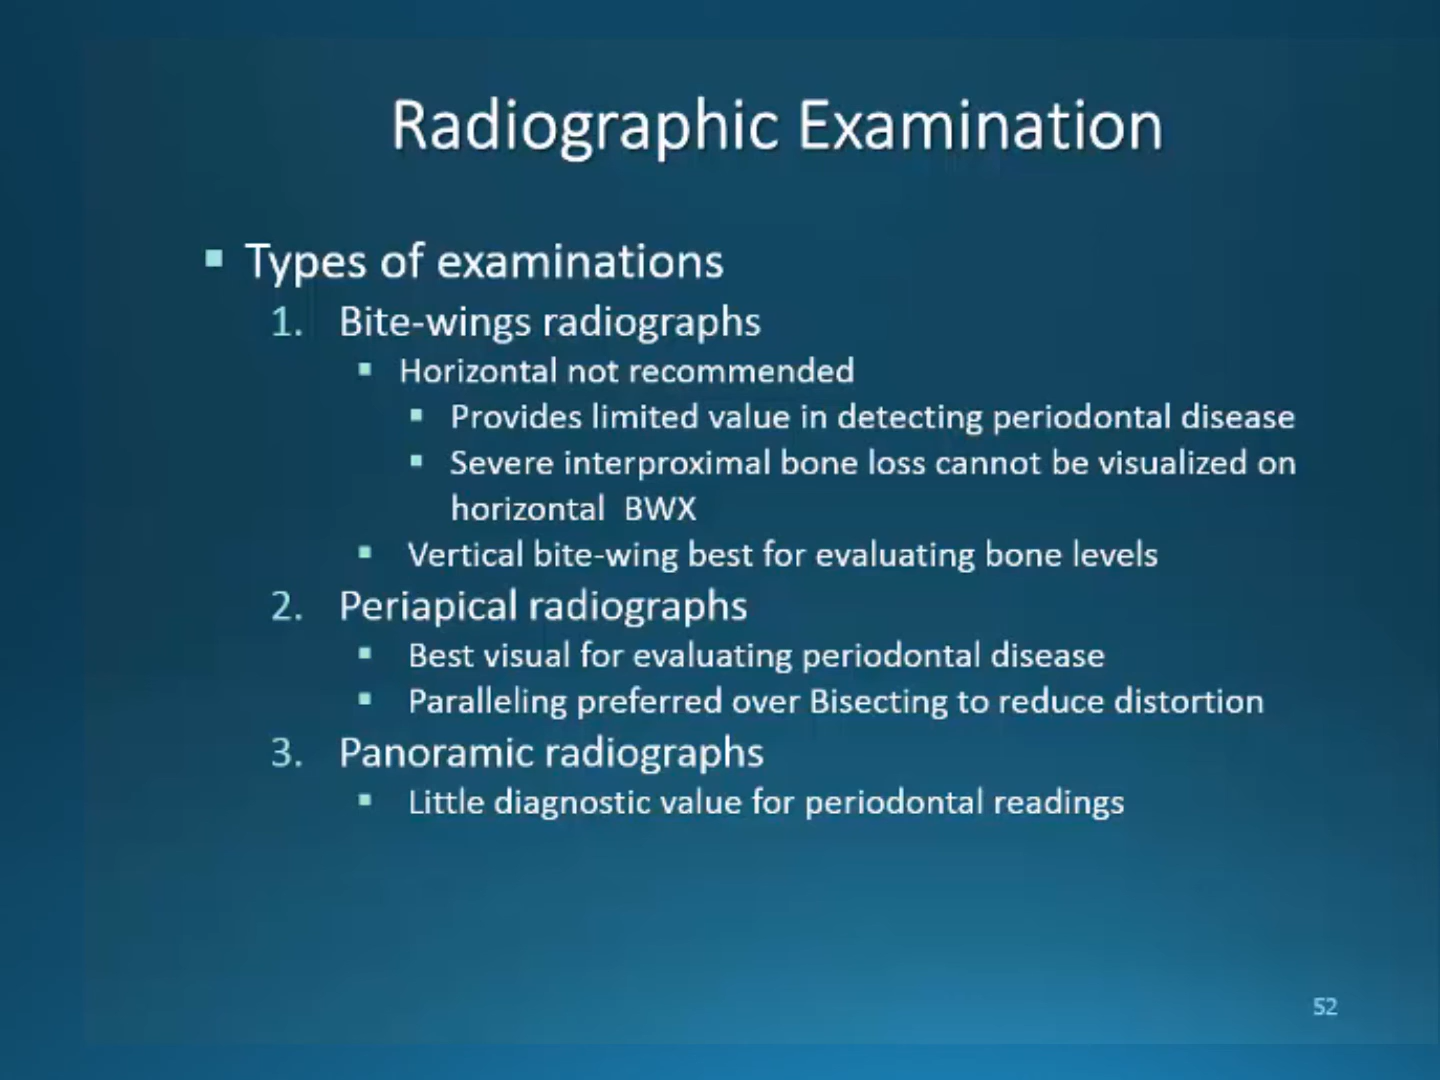 Radiographic Examination
▪ Types of examinations
1. Bite-wings radiographs
▪ Horizontal not recommended
▪ Provides limited value in detecting periodontal disease
▪ Severe interproximal bone loss cannot be visualized on
horizontal BWX
▪ Vertical bite-wing best for evaluating bone levels
2. Periapical radiographs
▪ Best visual for evaluating periodontal disease
▪ Paralleling preferred over Bisecting to reduce distortion
3. Panoramic radiographs
▪ Little diagnostic value for periodontal readings
52